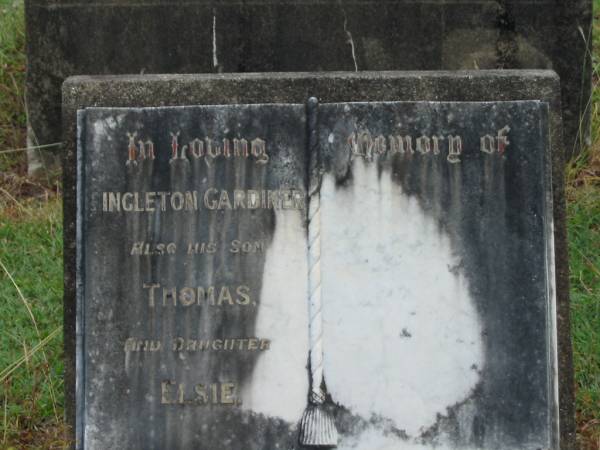 In Loving Memory of
INGLETON GARDINER
ALSO HIS SON
THOMAS,
AND DAUGHTER
ELSIE.